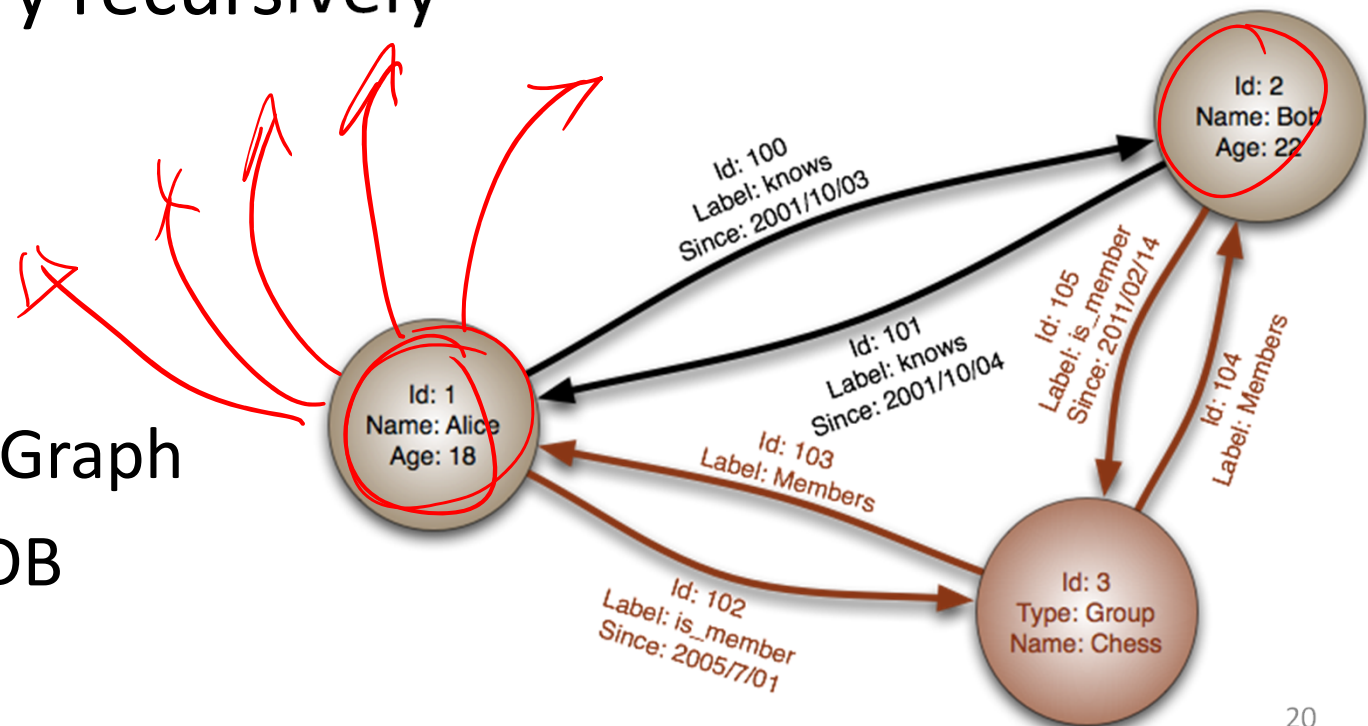 y recursively
Id: 2
Name: Bob
Age: 22
Id: 100
Label: knows
Since: 2001/10/03
Id: 101
Label: knows
Since: 2001/10/04
Id: 105
Label: is_member
Since: 2011/02/14
Id: 104
Label: Members
Id: 1
Name: Alice
Age: 18
Graph
DB
Id: 103
Label: Members
Id: 102
Label: is_member
Since: 2005/7/01
Id: 3
Type: Group
Name: Chess
20